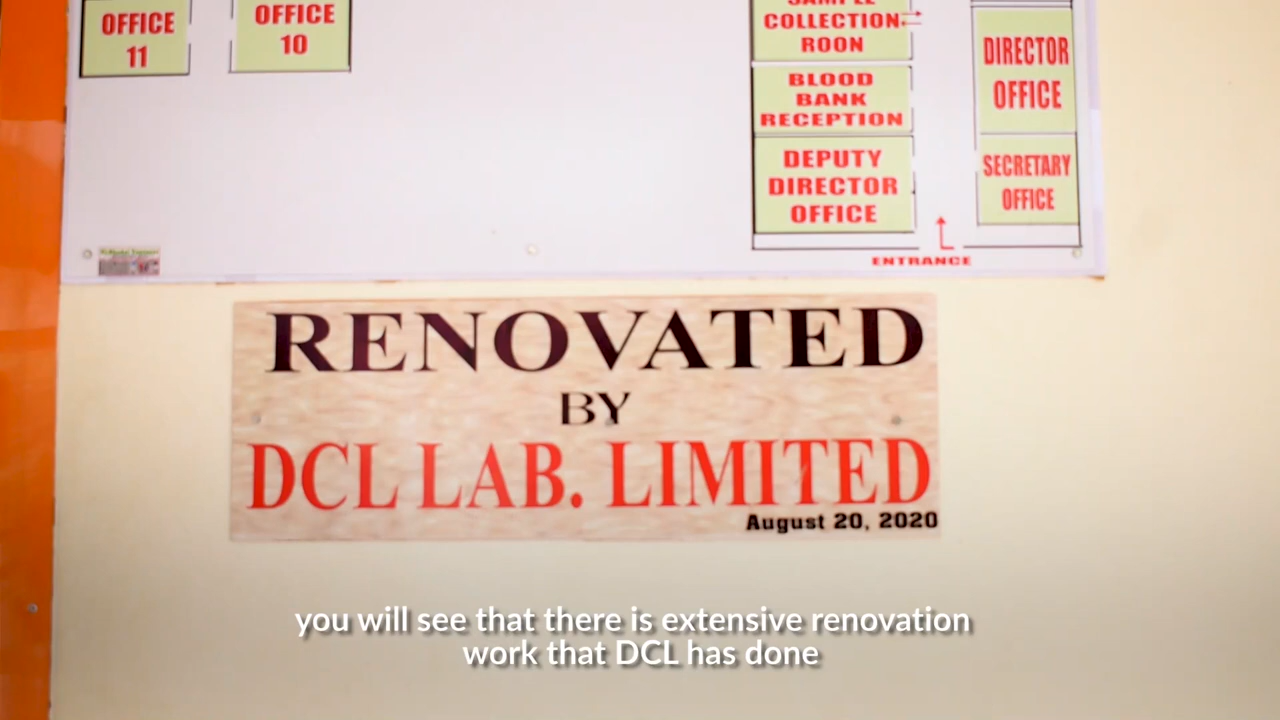 OFFICE
11
OFFICE
10
SAMPLE
COLLECTION
ROON
BLOOD
BANK
RECEPTION
DEPUTY
DIRECTOR
OFFICE
DIRECTOR
OFFICE
SECRETARY
OFFICE
ENTRANCE
RENOVATED
BY
DCL LAB. LIMITED
August 20, 2020
you will see that there is extensive renovation
work that DCL has done